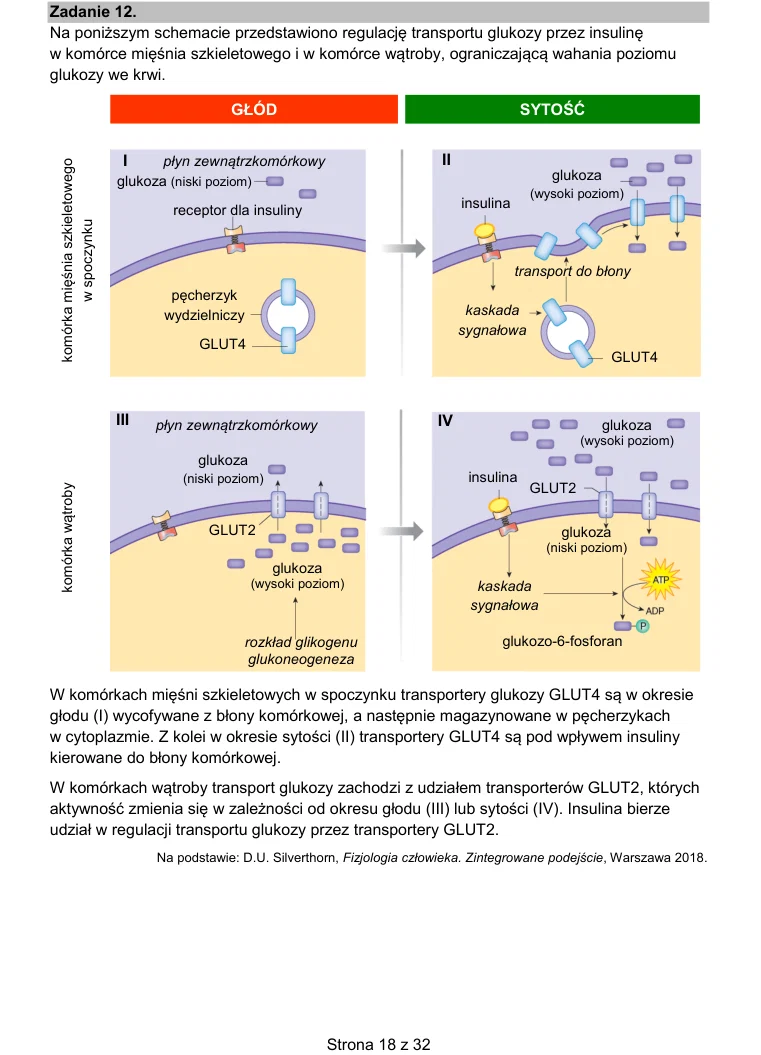 Zadanie 12.
Na poniższym schemacie przedstawiono regulację transportu glukozy przez insulinę
w komórce mięśnia szkieletowego i w komórce wątroby, ograniczającą wahania poziomu
glukozy we krwi.
GŁÓD
SYTOŚĆ
komórka mięśnia szkieletowego
w spoczynku
I
płyn zewnątrzkomórkowy
glukoza (niski poziom)
receptor dla insuliny
pęcherzyk
wydzielniczy
GLUT4
II
glukoza
(wysoki poziom)
insulina
transport do błony
kaskada
sygnałowa
GLUT4
komórka wątroby
III
płyn zewnątrzkomórkowy
glukoza
(niski poziom)
GLUT2
glukoza
(wysoki poziom)
rozkład glikogenu
glukoneogeneza
IV
glukoza
(wysoki poziom)
insulina
GLUT2
glukoza
(niski poziom)
kaskada
sygnałowa
ATP
ADP
P
glukozo-6-fosforan
W komórkach mięśni szkieletowych w spoczynku transportery glukozy GLUT4 są w okresie
głodu (I) wycofywane z błony komórkowej, a następnie magazynowane w pęcherzykach
w cytoplazmie. Z kolei w okresie sytości (II) transportery GLUT4 są pod wpływem insuliny
kierowane do błony komórkowej.
W komórkach wątroby transport glukozy zachodzi z udziałem transporterów GLUT2, których
aktywność zmienia się w zależności od okresu głodu (III) lub sytości (IV). Insulina bierze
udział w regulacji transportu glukozy przez transportery GLUT2.
Na podstawie: D.U. Silverthorn, Fizjologia człowieka. Zintegrowane podejście, Warszawa 2018.
Strona 18 z 32